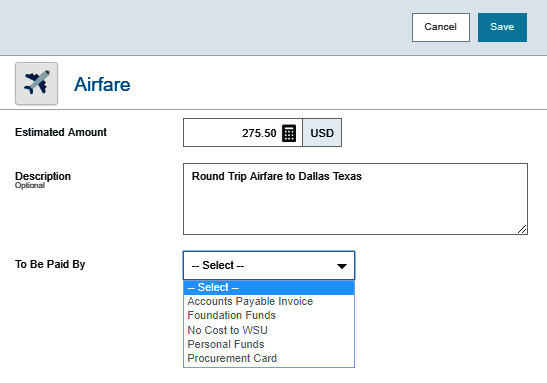 Cancel Save
Airfare
Estimated Amount 275.50 USD
Description Round Trip Airfare to Dallas Texas
Optional
To Be Paid By -- Select --
-- Select --
Accounts Payable Invoice
Foundation Funds
No Cost to WSU
Personal Funds
Procurement Card